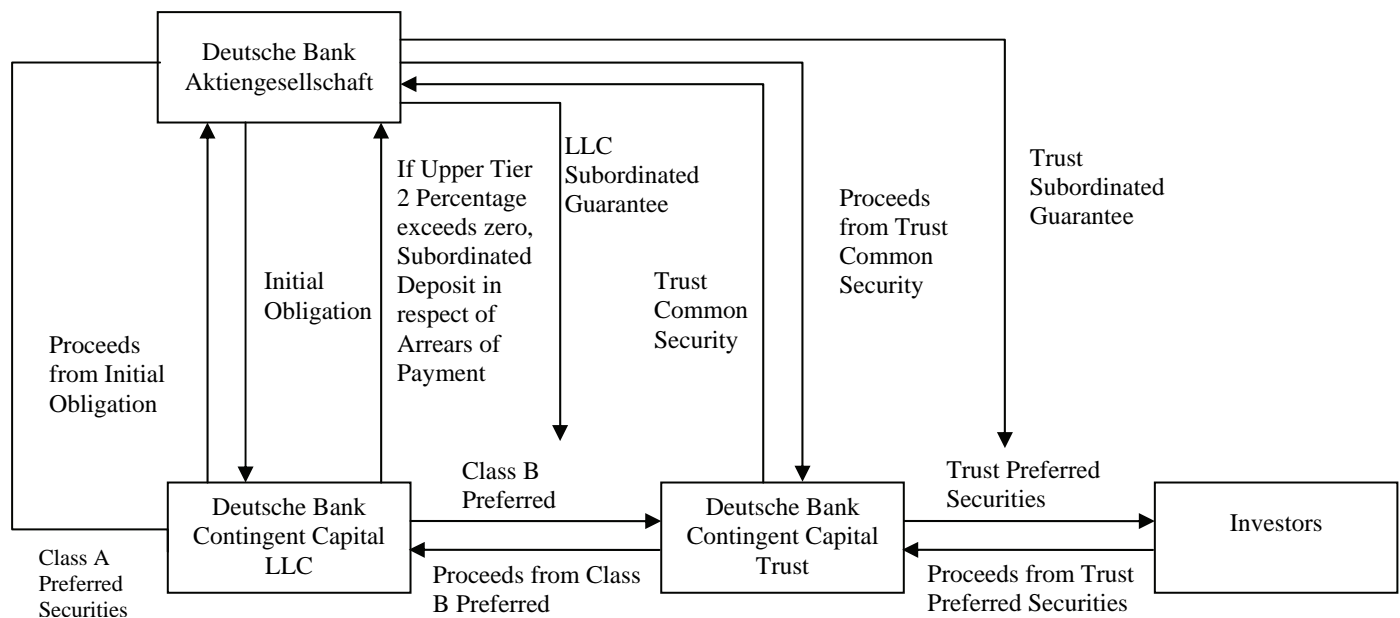 Deutsche Bank
Aktiengesellschaft
If Upper Tier
2 Percentage
exceeds zero,
Subordinated
Deposit in
respect of
Arrears of
Payment
LLC
Subordinated
Guarantee
Trust
Subordinated
Guarantee
Proceeds
from Trust
Common
Security
Initial
Obligation
Trust
Common
Security
Proceeds
from Initial
Obligation
Class B
Preferred
Trust Preferred
Securities
Deutsche Bank
Contingent Capital
LLC
Deutsche Bank
Contingent Capital
Trust
Investors
Class A
Preferred
Securities
Proceeds from Class
B Preferred
Proceeds from Trust
Preferred Securities